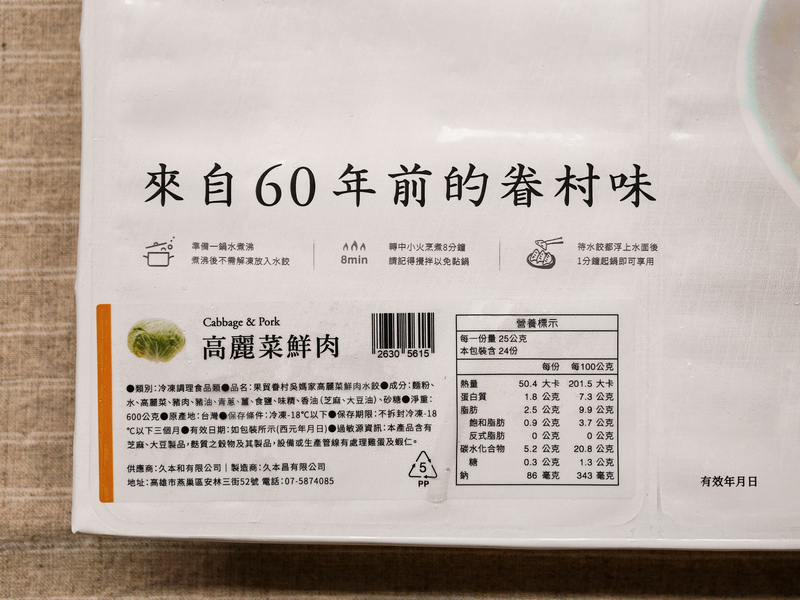 來自60年前的眷村味
準備一鍋水煮沸
煮沸後不需解凍放入水餃
8min
轉中小火烹煮8分鐘
請記得攪拌以免黏鍋
待水餃都浮上水面後
1分鐘起鍋即可享用
Cabbage & Pork
高麗菜鮮肉
2630 5615
●類別:冷凍調理食品類●品名:果貿眷村吳媽家高麗菜鮮肉水餃●成分:麵粉、
水、高麗菜、豬肉、豬油、青蔥、薑、食鹽、味精、香油(芝麻、大豆油)、砂糖●淨重:
600公克●原產地:台灣●保存條件:冷凍-18℃以下●保存期限:不拆封冷凍-18
℃以下三個月●有效日期:如包裝所示(西元年月日)●過敏源資訊:本產品含有
芝麻、大豆製品,麩質之穀物及其製品,設備或生產管線有處理雞蛋及蝦仁。
供應商:久本和有限公司|製造商:久本昌有限公司
地址:高雄市燕巢區安林三街52號 電話:07-5874085
5
PP
營養標示
每一份量 25公克
本包裝含 24份
每份 每100公克
熱量 50.4 大卡 201.5 大卡
蛋白質 1.8 公克 7.3 公克
脂肪 2.5 公克 9.9 公克
飽和脂肪 0.9 公克 3.7 公克
反式脂肪 0 公克 0 公克
碳水化合物 5.2 公克 20.8 公克
糖 0.3 公克 1.3 公克
鈉 86 毫克 343 毫克
有效年月日